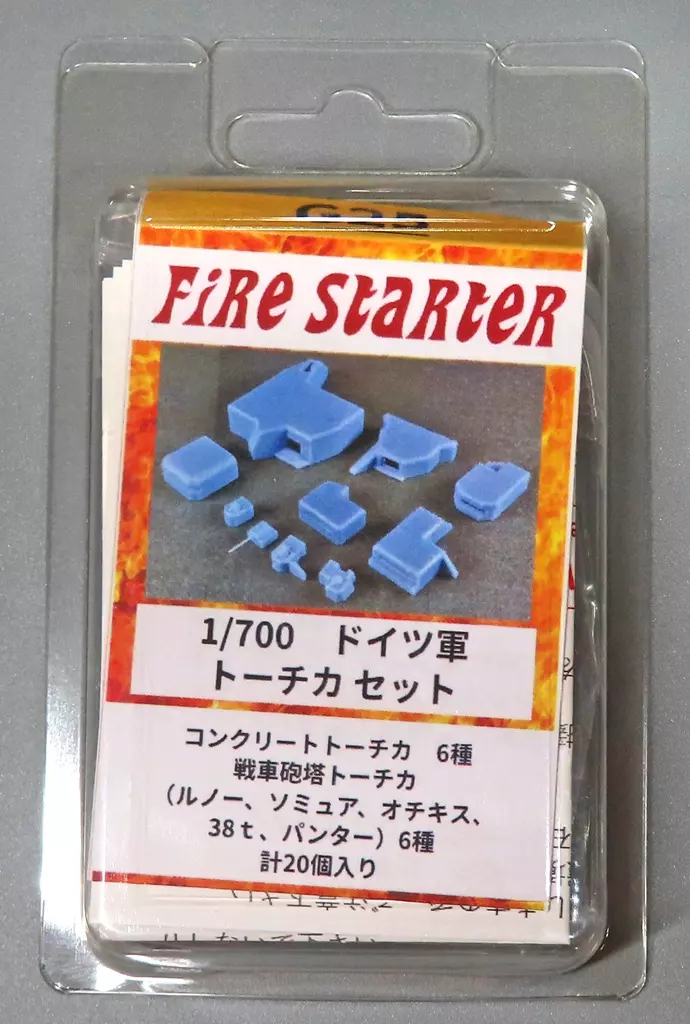 G25
FiRe StaRteR
1/700 ドイツ軍
トーチカ セット
コンクリートトーチカ 6種
戦車砲塔トーチカ
（ルノー、ソミュア、オチキス、
38ｔ、パンター）6種
計20個入り